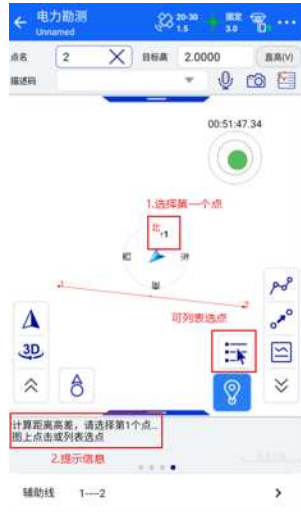 电力勘测
Unnamed
20-30
1.5
固定
3.0
点名
2
目标高
2.0000
直高(V)
描述码
00:51:47.34
1.选择第一个点
北
1
西
东
南
1
2
可列表选点
3D
计算距离高差，请选择第1个点...
图上点击或列表选点
2.提示信息
辅助线
1----2